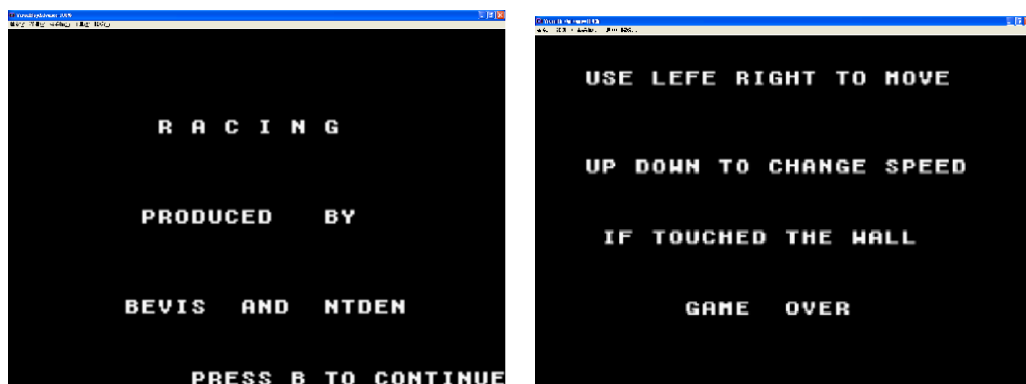 R A C I N G
PRODUCED BY
BEVIS AND NTDEN
PRESS B TO CONTINUE
USE LEFE RIGHT TO MOVE
UP DOWN TO CHANGE SPEED
IF TOUCHED THE WALL
GAME OVER